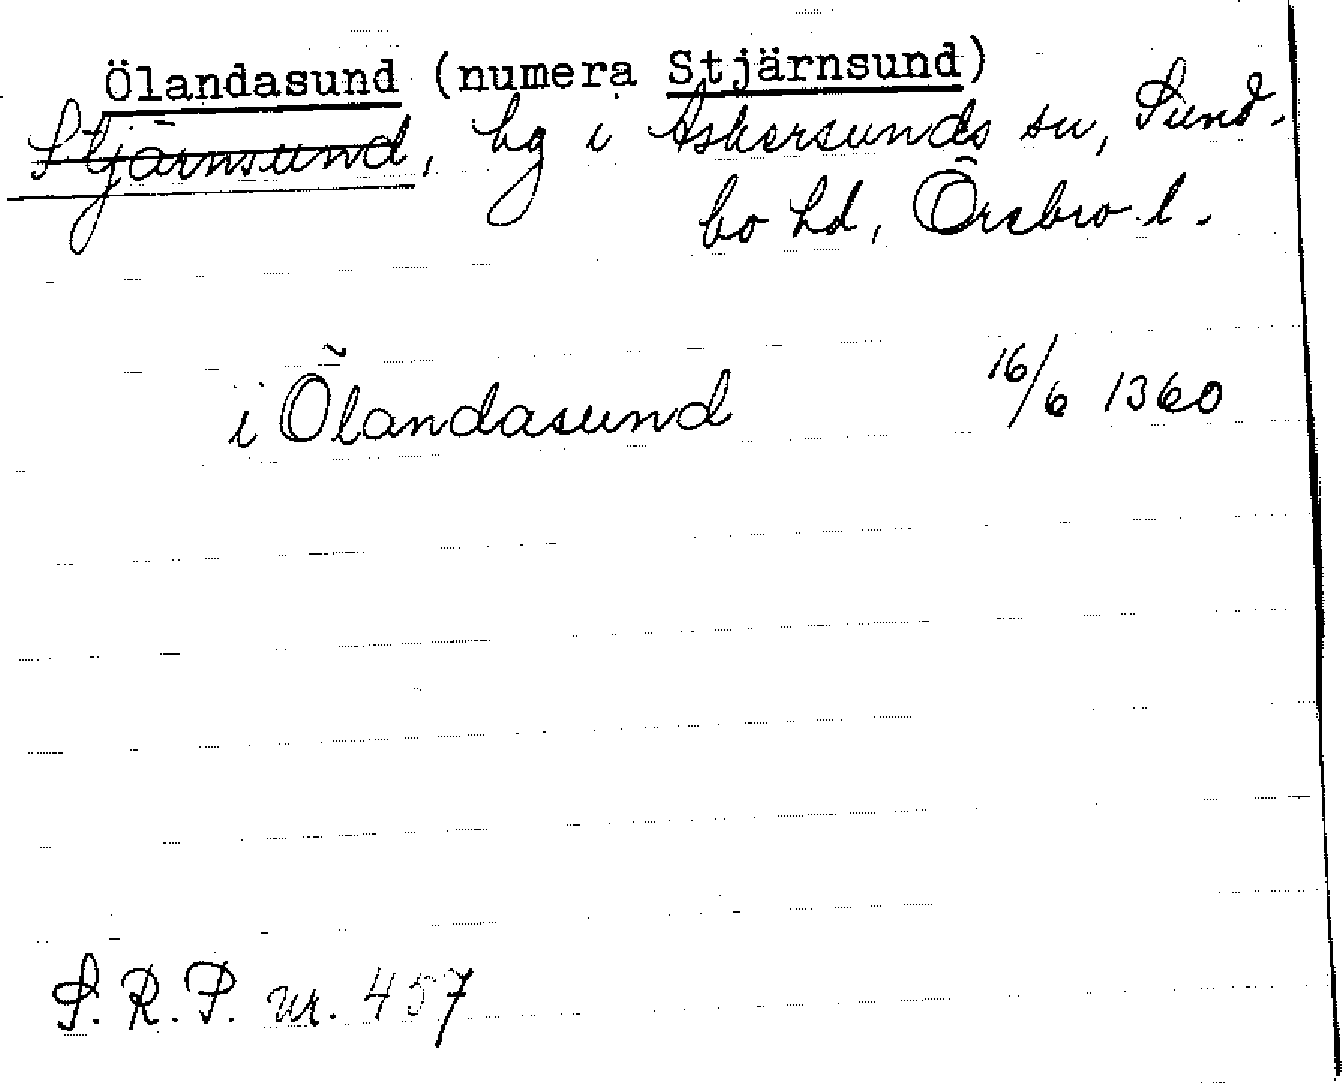 Ölandasund (numera Stjärnsund)
Stjärnsund, hg i Askersunds sn, Sund-
bo hd, Örebro l.
i Ölandasund 16/6 1360
S.R.P. nr. 457